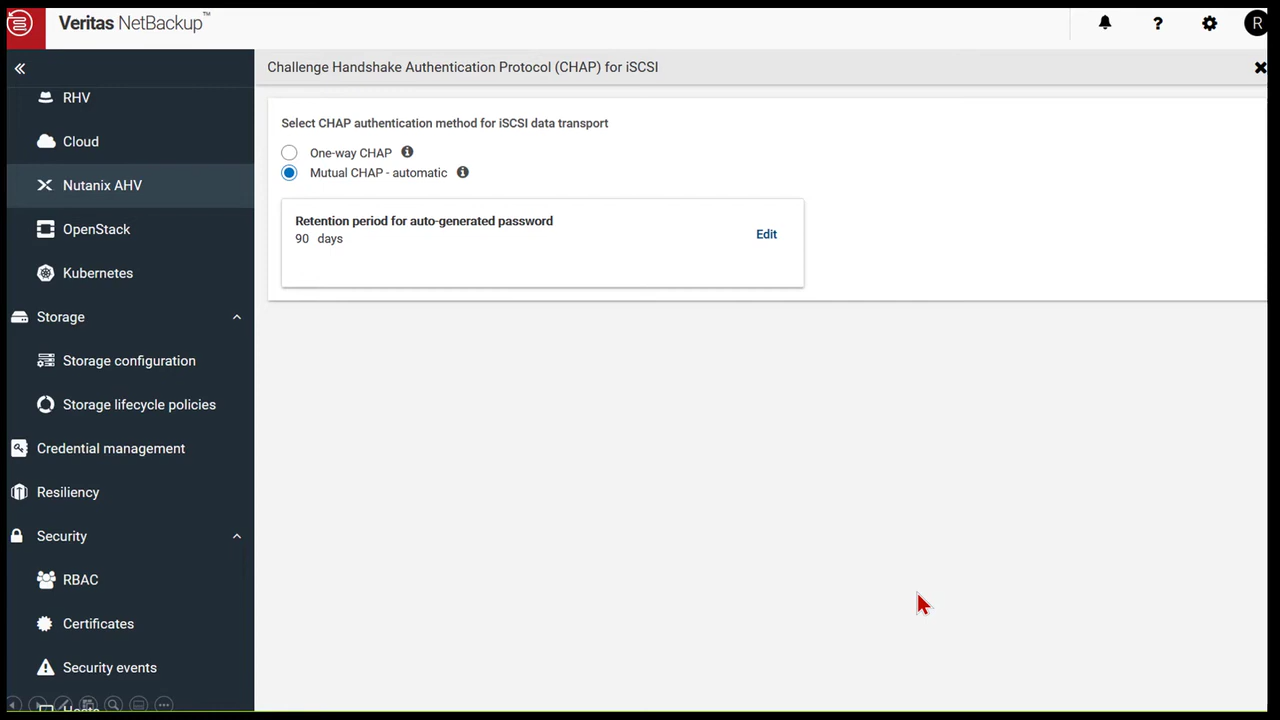 Veritas NetBackup™
R
Challenge Handshake Authentication Protocol (CHAP) for iSCSI
RHV
Cloud
Nutanix AHV
OpenStack
Kubernetes
Storage
Storage configuration
Storage lifecycle policies
Credential management
Resiliency
Security
RBAC
Certificates
Security events
Hosts
Select CHAP authentication method for iSCSI data transport
One-way CHAP
Mutual CHAP - automatic
Retention period for auto-generated password
90 days
Edit